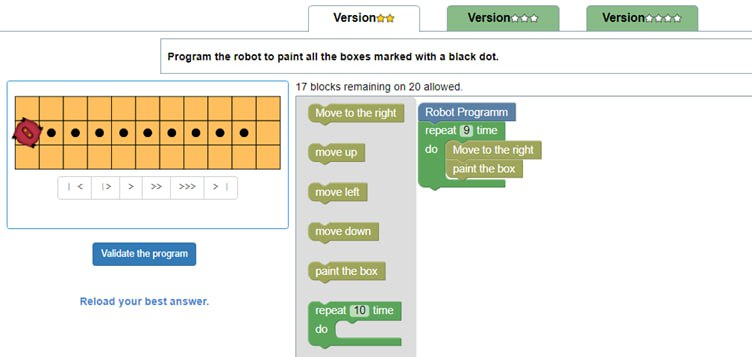 Version
Version
Version
Program the robot to paint all the boxes marked with a black dot.
17 blocks remaining on 20 allowed.
| <
|>
>
>>
>>>
> |
Validate the program
Reload your best answer.
Move to the right
move up
move left
move down
paint the box
repeat 10 time
do
Robot Programm
repeat 9 time
do
Move to the right
paint the box